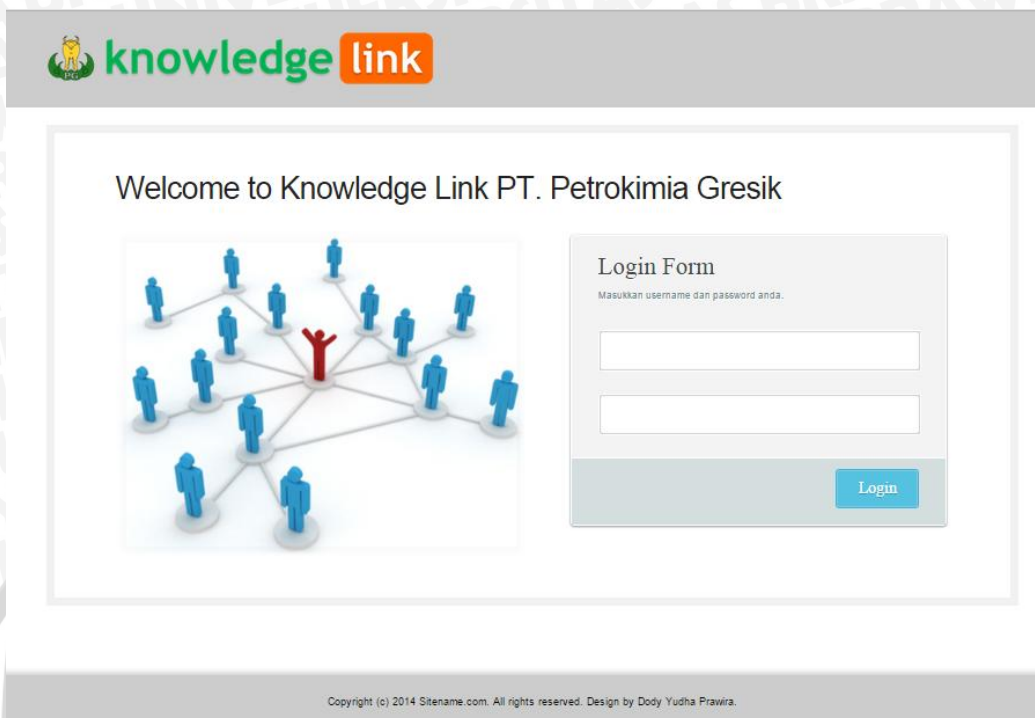 PG
knowledge link
Welcome to Knowledge Link PT. Petrokimia Gresik
Login Form
Masukkan username dan password anda.
Login
Copyright (c) 2014 Sitename.com. All rights reserved. Design by Dody Yudha Prawira.